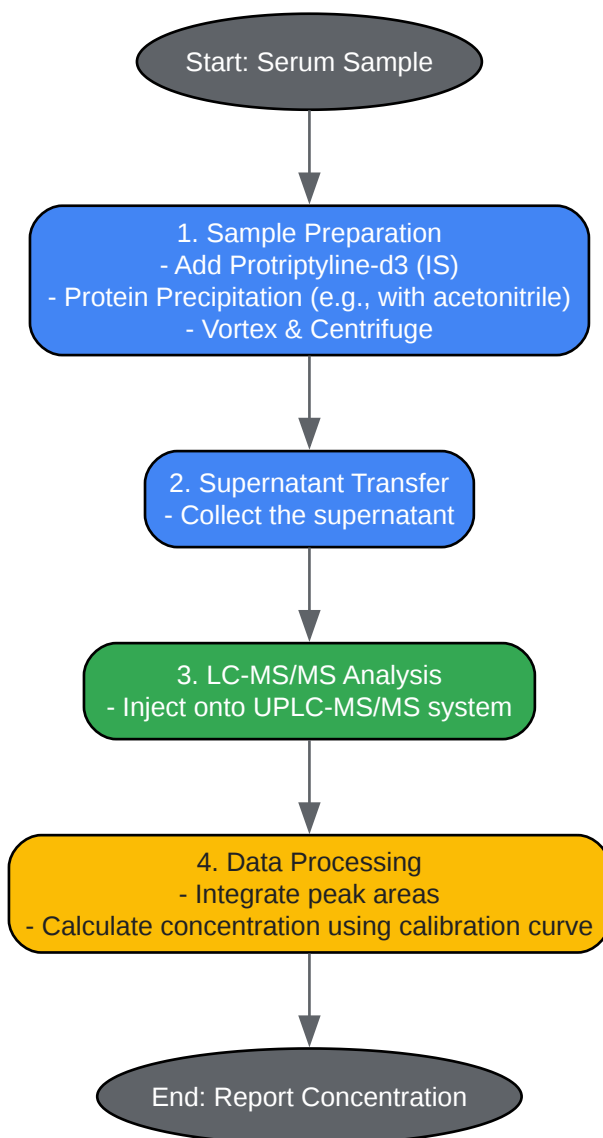 Start: Serum Sample
1. Sample Preparation
- Add Protriptyline-d3 (IS)
- Protein Precipitation (e.g., with acetonitrile)
- Vortex & Centrifuge
2. Supernatant Transfer
- Collect the supernatant
3. LC-MS/MS Analysis
- Inject onto UPLC-MS/MS system
4. Data Processing
- Integrate peak areas
- Calculate concentration using calibration curve
End: Report Concentration